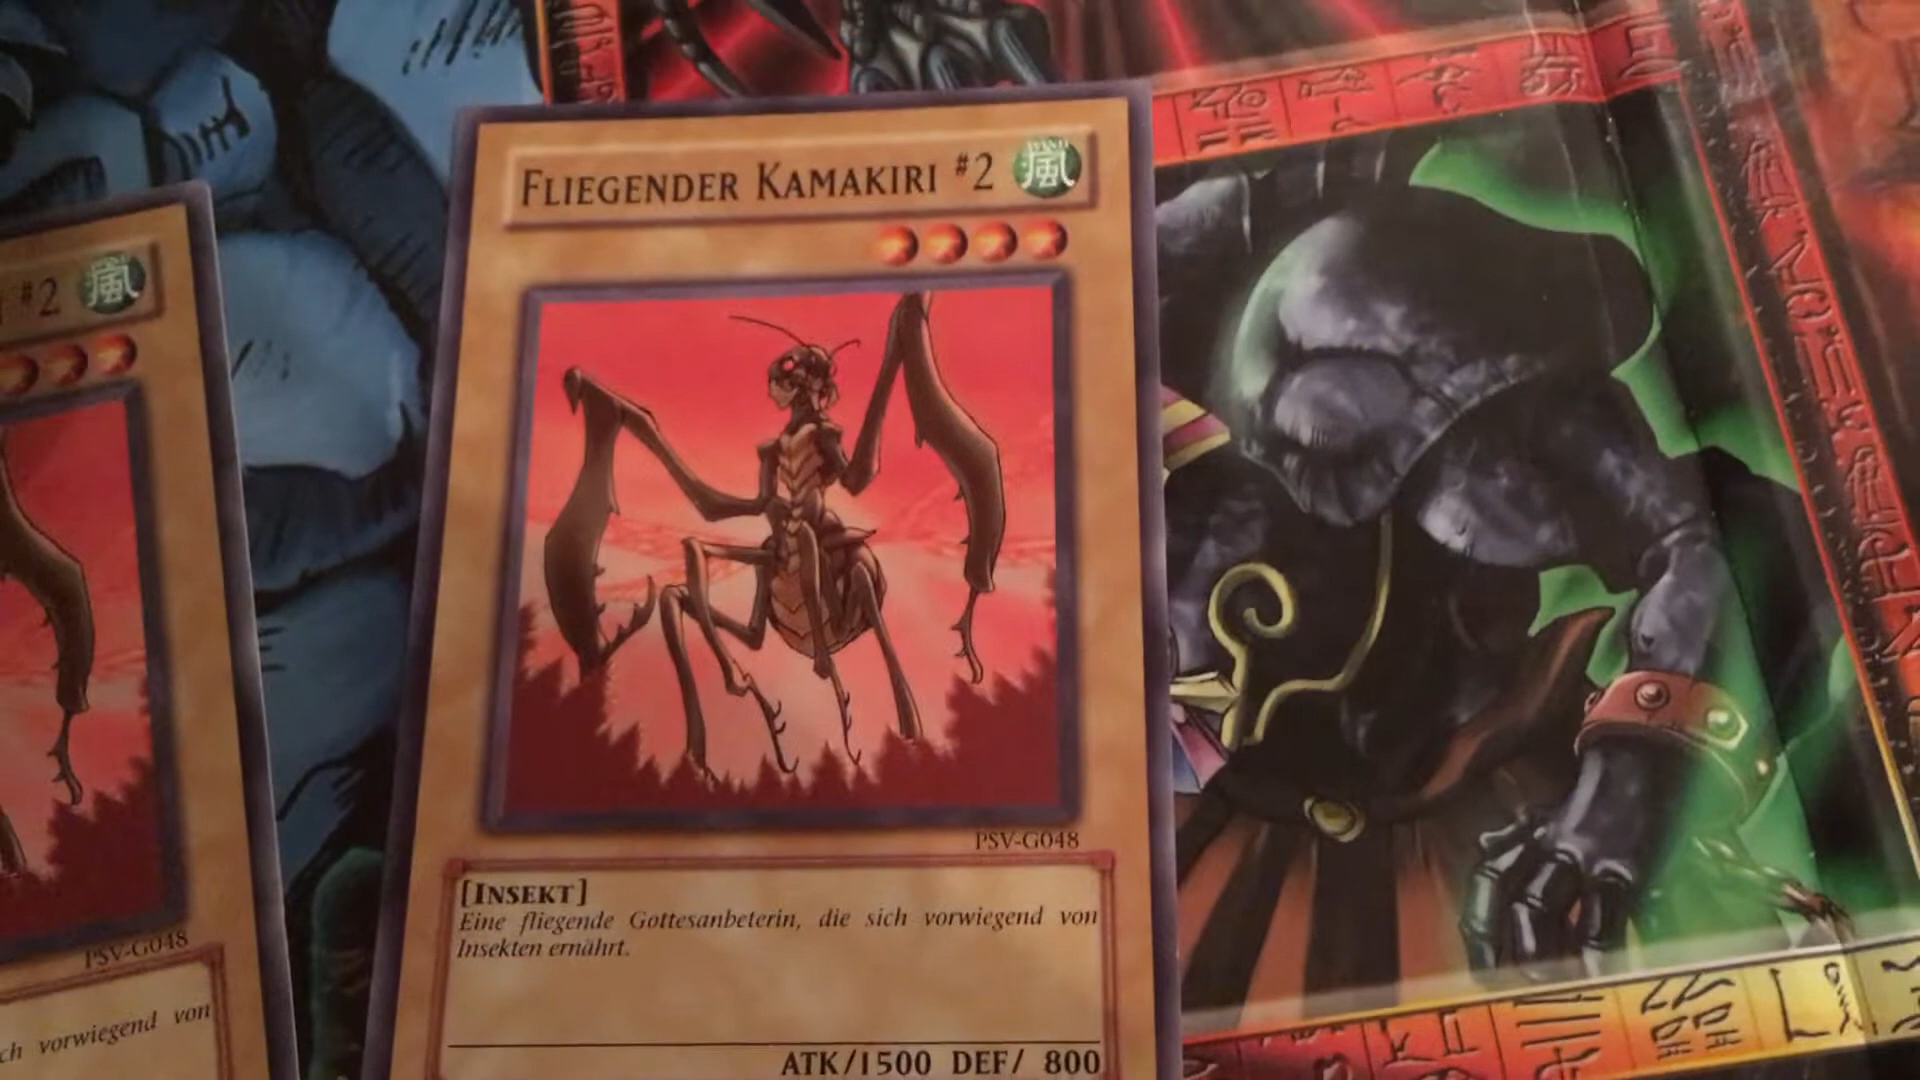 FLIEGENDER KAMAKIRI #2
WIND
風
PSV-G048
[INSEKT]
Eine fliegende Gottesanbeterin, die sich vorwiegend von
Insekten ernährt.
ATK/1500 DEF/ 800
#2
風
PSV-G048
vorwiegend von